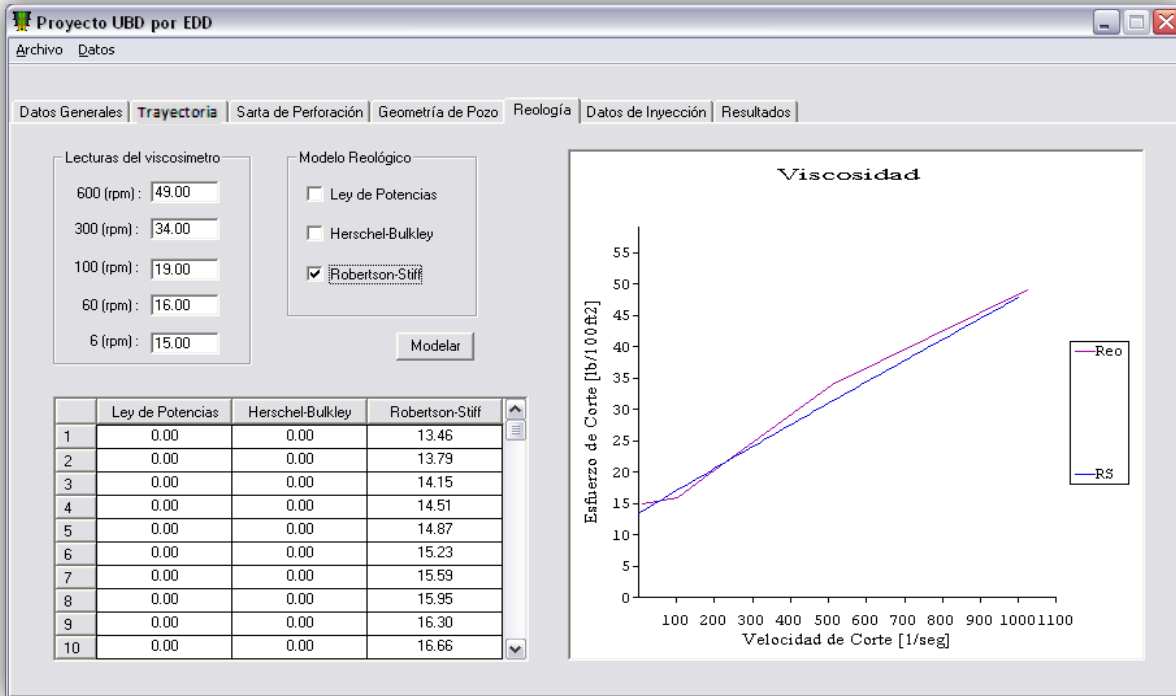 Proyecto UBD por EDD
Archivo Datos
Datos Generales Trayectoria Sarta de Perforación Geometría de Pozo Reología Datos de Inyección Resultados
Lecturas del viscosimetro
600 (rpm) : 49.00
300 (rpm) : 34.00
100 (rpm) : 19.00
60 (rpm) : 16.00
6 (rpm) : 15.00
Modelo Reológico
Ley de Potencias
Herschel-Bulkley
Robertson-Stiff
Modelar
Ley de Potencias Herschel-Bulkley Robertson-Stiff
1 0.00 0.00 13.46
2 0.00 0.00 13.79
3 0.00 0.00 14.15
4 0.00 0.00 14.51
5 0.00 0.00 14.87
6 0.00 0.00 15.23
7 0.00 0.00 15.59
8 0.00 0.00 15.95
9 0.00 0.00 16.30
10 0.00 0.00 16.66
Viscosidad
Esfuerzo de Corte [lb/100ft2]
55
50
45
40
35
30
25
20
15
10
5
0
100 200 300 400 500 600 700 800 900 1000 1100
Velocidad de Corte [1/seg]
Reo
RS